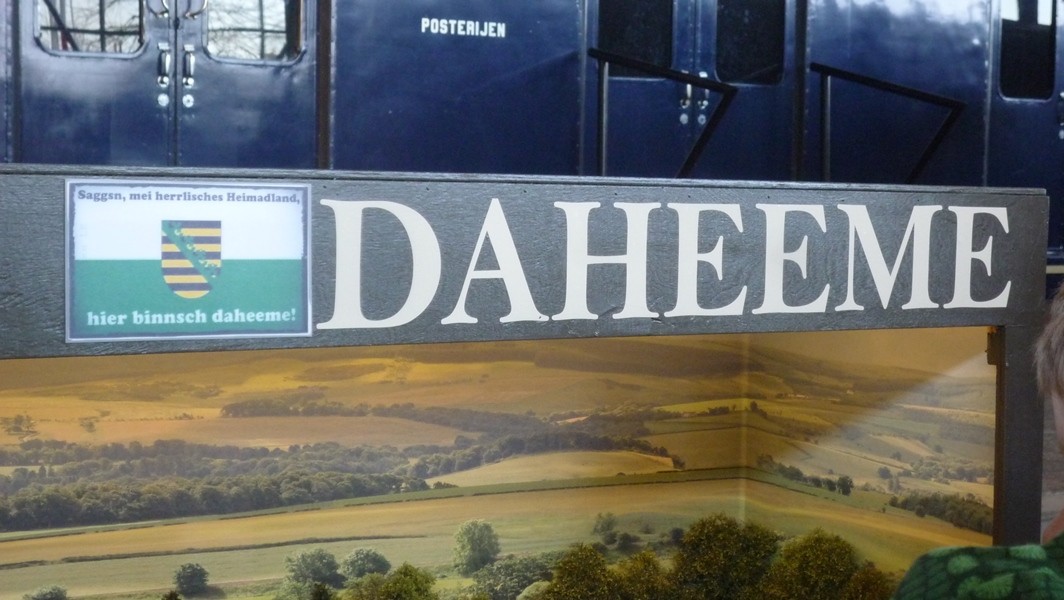 POSTERIJEN
Saggsn, mei herrlisches Heimadland,
hier binnsch daheeme!
DAHEEME